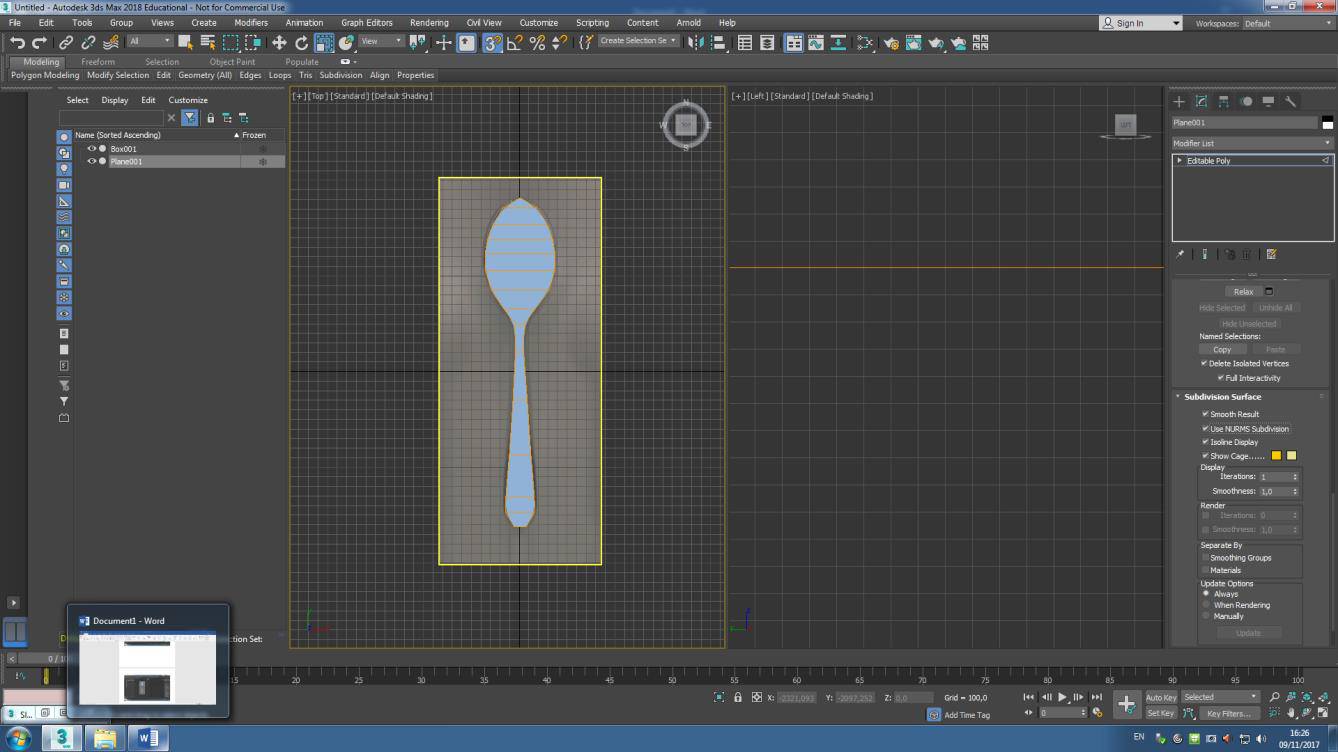 Untitled - Autodesk 3ds Max 2018 Educational - Not for Commercial Use
File Edit Tools Group Views Create Modifiers Animation Graph Editors Rendering Civil View Customize Scripting Content Arnold Help
Sign In Workspaces: Default
All View Create Selection Se
Modeling Freeform Selection Object Paint Populate
Polygon Modeling Modify Selection Edit Geometry (All) Edges Loops Tris Subdivision Align Properties
Select Display Edit Customize
Name (Sorted Ascending) Frozen
Box001
Plane001
[+] [Top] [Standard] [Default Shading]
N
W TOP E
S
[+] [Left] [Standard] [Default Shading]
Plane001
Modifier List
Editable Poly
Relax
Hide Selected Unhide All
Hide Unselected
Named Selections:
Copy Paste
Delete Isolated Vertices
Full Interactivity
Subdivision Surface
Smooth Result
Use NURMS Subdivision
Isoline Display
Show Cage......
Display
Iterations: 1
Smoothness: 1,0
Render
Iterations: 0
Smoothness: 1,0
Separate By
Smoothing Groups
Materials
Update Options
Always
When Rendering
Manually
Update
Document1 - Word
ction Set:
0 / 10
20 25 30 35 40 45 50 55 60 65 70 75 80 85 90 95 100
X: -2321,093 Y: -2097,252 Z: 0,0 Grid = 100,0
Add Time Tag
0
Auto Key Selected
Set Key Key Filters...
EN 16:26
09/11/2017